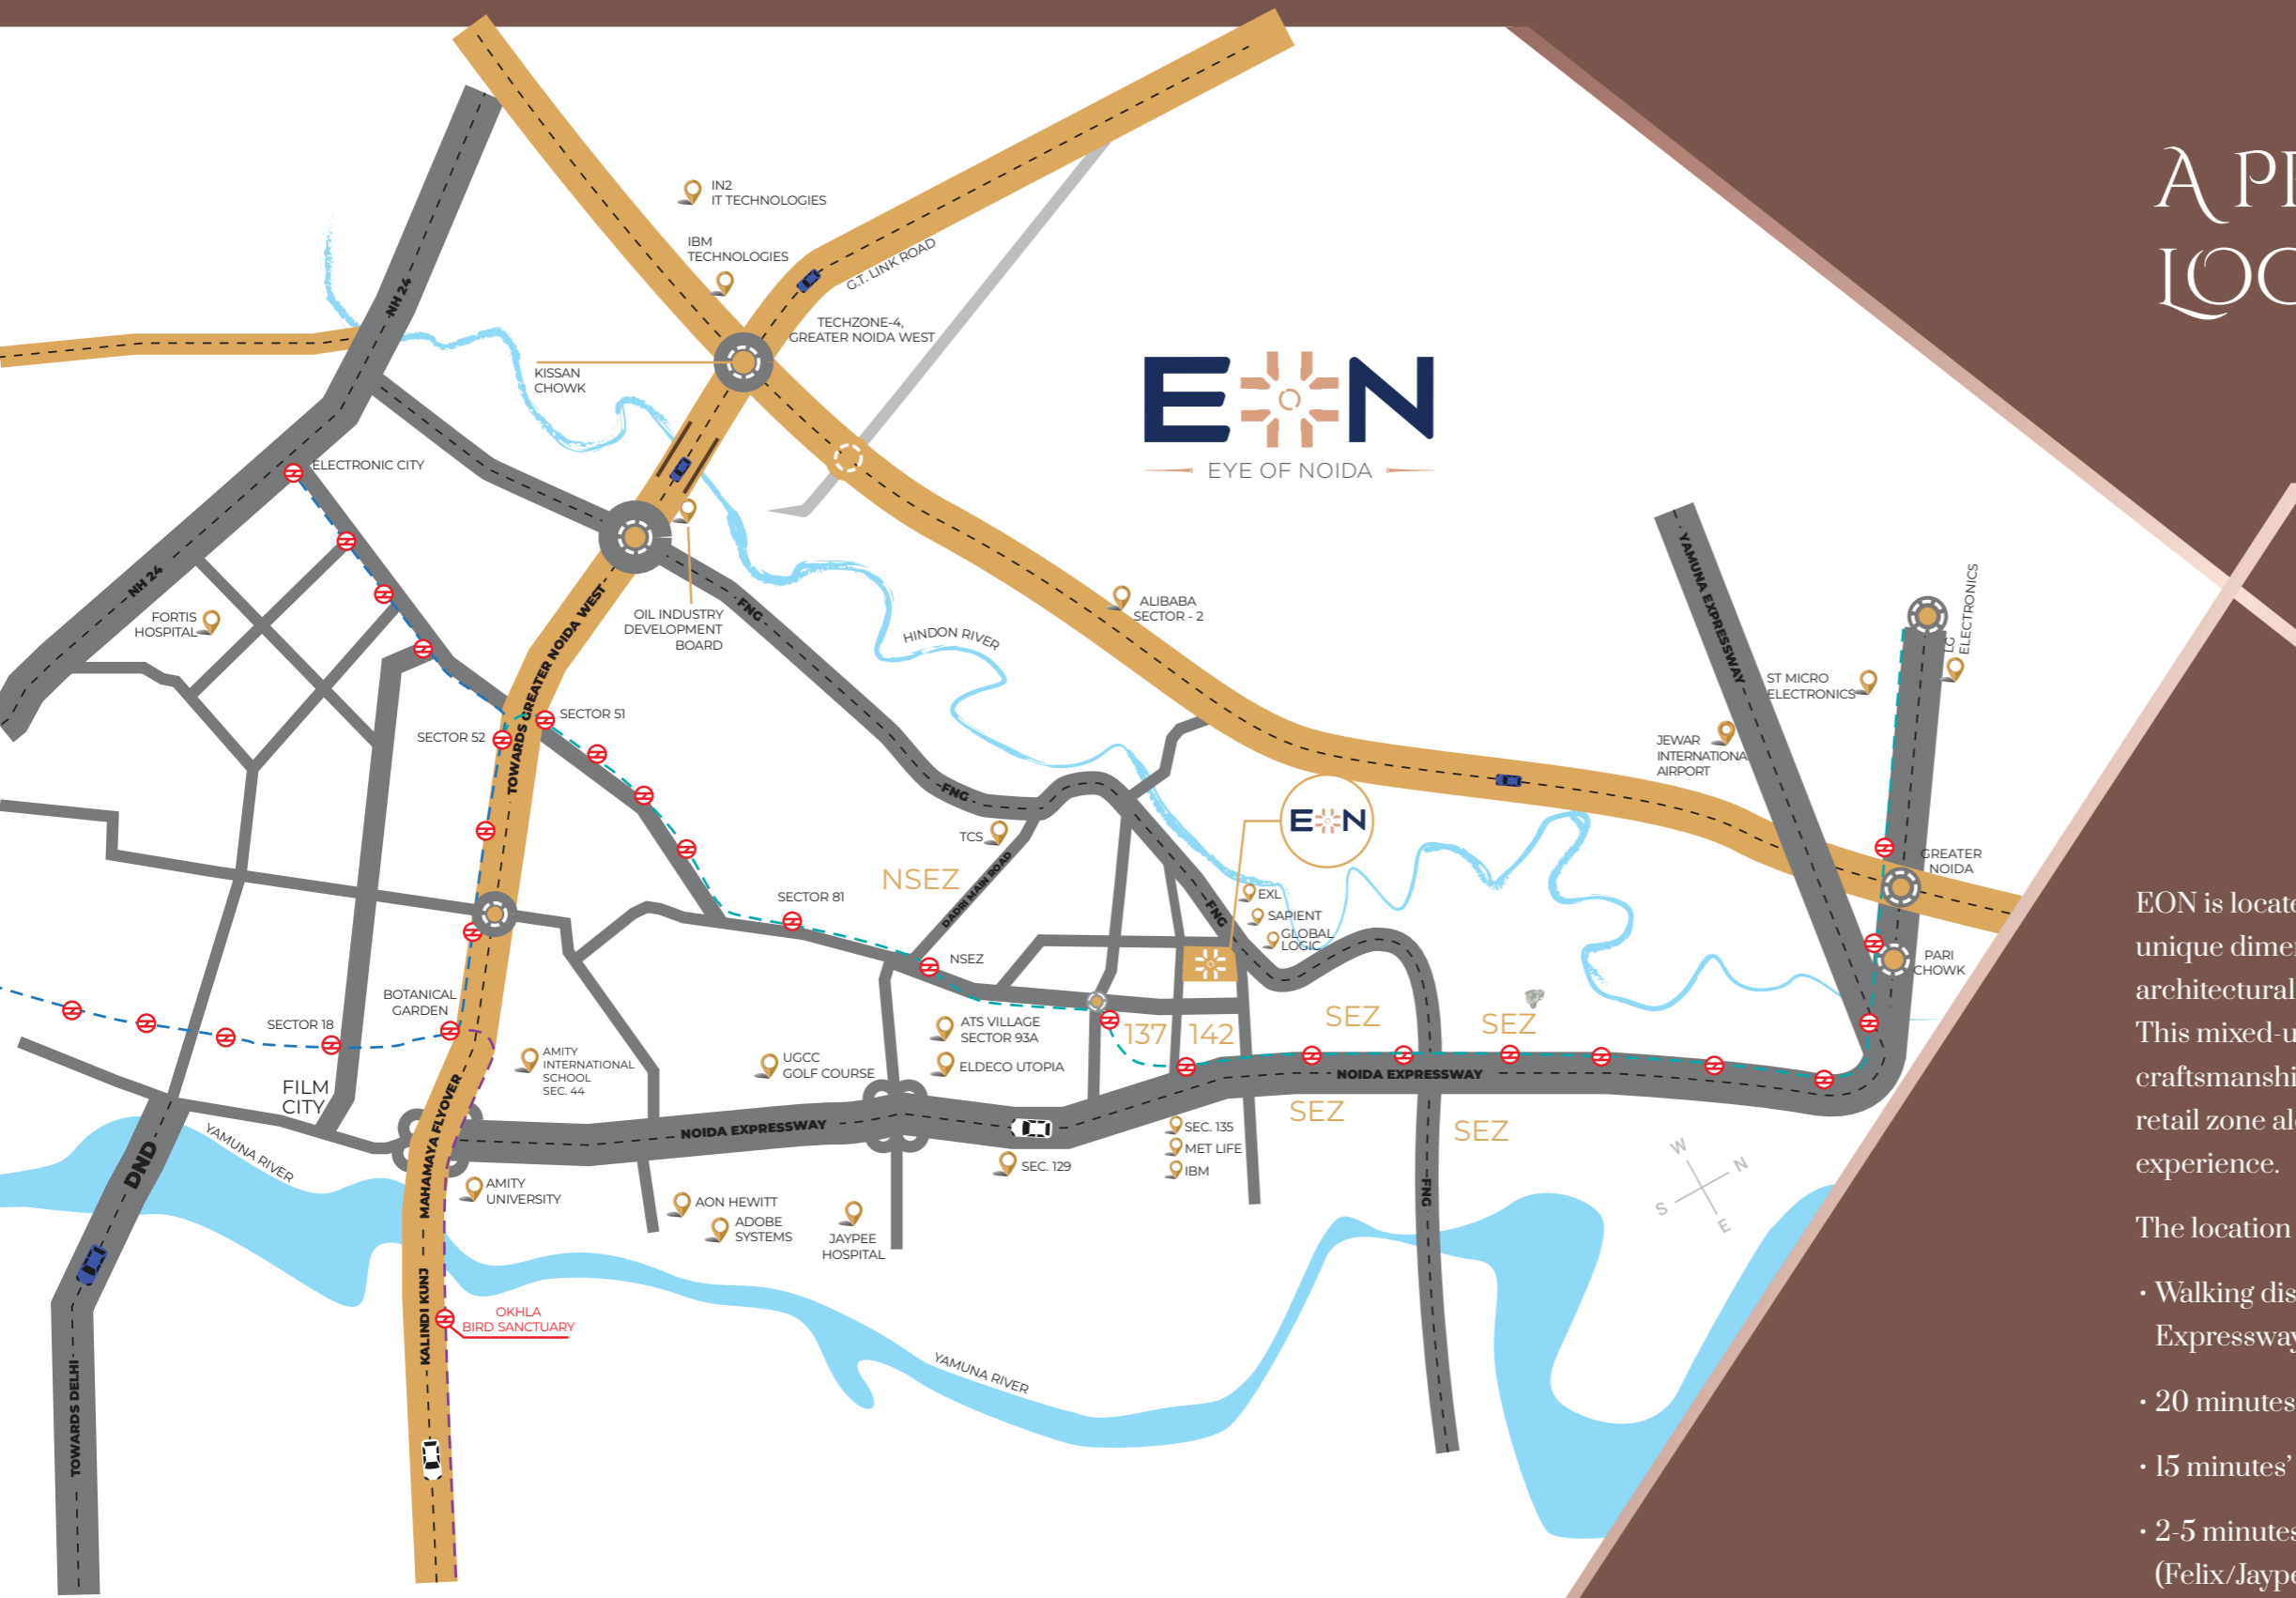 IN2
IT TECHNOLOGIES
IBM
TECHNOLOGIES
G.T. LINK ROAD
TECHZONE-4,
GREATER NOIDA WEST
KISSAN
CHOWK
NH 24
ELECTRONIC CITY
EON
EYE OF NOIDA
NH 24
FORTIS
HOSPITAL
OIL INDUSTRY
DEVELOPMENT
BOARD
FNG
HINDON RIVER
ALIBABA
SECTOR - 2
YAMUNA EXPRESSWAY
LG
ELECTRONICS
ST MICRO
ELECTRONICS
JEWAR
INTERNATIONA
AIRPORT
TOWARDS GREATER NOIDA WEST
SECTOR 51
SECTOR 52
FNG
TCS
NSEZ
DADRI MAIN ROAD
EON
SECTOR 81
FNG
EXL
SAPIENT
GLOBAL
LOGIC
GREATER
NOIDA
PARI
CHOWK
NSEZ
BOTANICAL
GARDEN
SECTOR 18
ATS VILLAGE
SECTOR 93A
137
142
SEZ
SEZ
AMITY
INTERNATIONAL
SCHOOL
SEC. 44
UGCC
GOLF COURSE
ELDECO UTOPIA
NOIDA EXPRESSWAY
FILM
CITY
MAHAMAYA FLYOVER
NOIDA EXPRESSWAY
SEZ
SEZ
SEC. 135
MET LIFE
IBM
YAMUNA RIVER
DND
SEC. 129
AMITY
UNIVERSITY
AON HEWITT
ADOBE
SYSTEMS
JAYPEE
HOSPITAL
FNG
W
N
S
E
KALINDI KUNJ
OKHLA
BIRD SANCTUARY
YAMUNA RIVER
TOWARDS DELHI
A
LOC
EON is locate
unique dimen
architectural
This mixed-u
craftsmanshi
retail zone al
experience.
The location
• Walking dis
Expressway
• 20 minutes
• 15 minutes’
• 2-5 minutes
(Felix/Jaype